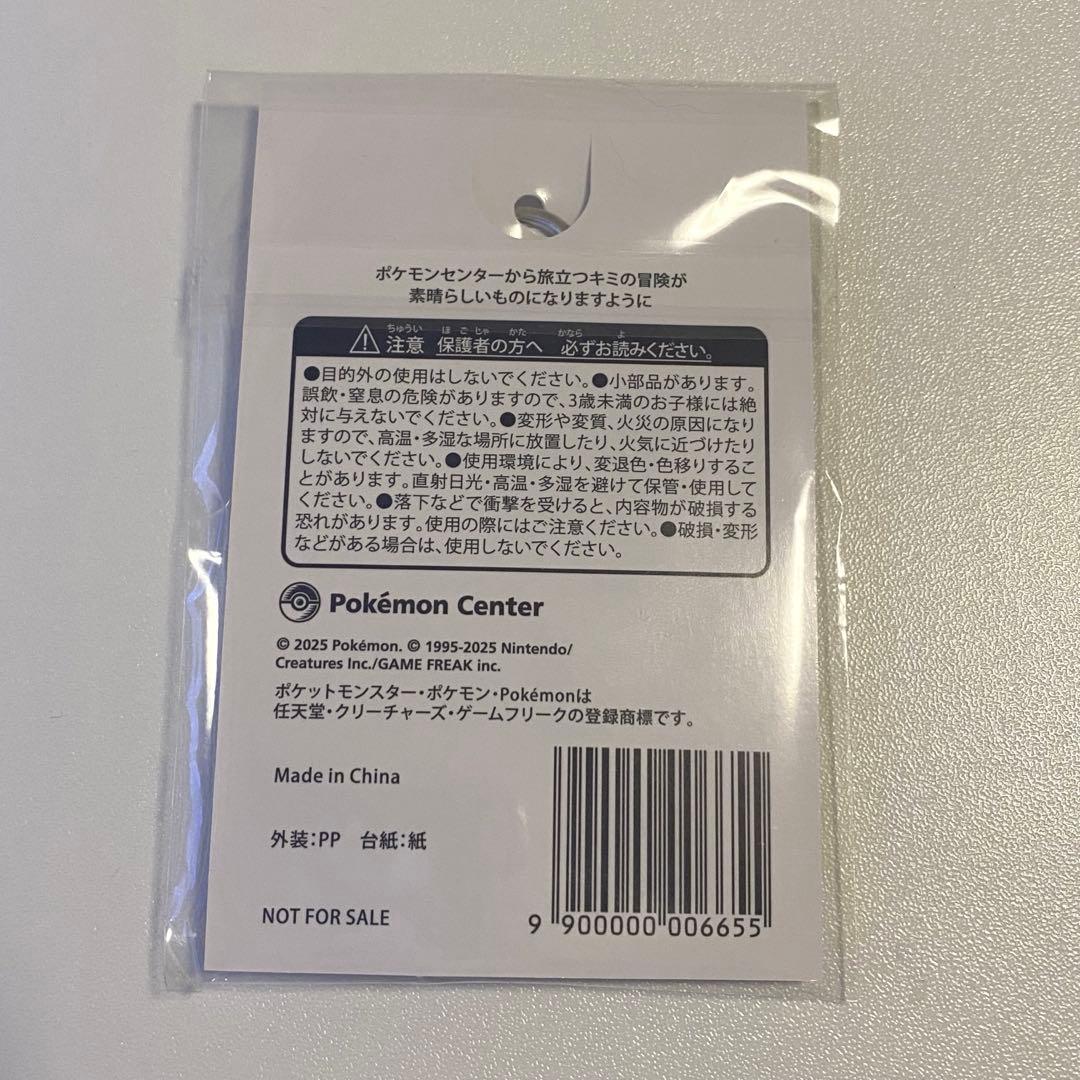 ポケモンセンターから旅立つキミの冒険が
素晴らしいものになりますように
ちゅうい ほごしゃ かた かなら よ
注意 保護者の方へ 必ずお読みください。
●目的外の使用はしないでください。●小部品があります。
誤飲・窒息の危険がありますので、3歳未満のお子様には絶
対に与えないでください。●変形や変質、火災の原因になり
ますので、高温・多湿な場所に放置したり、火気に近づけたり
しないでください。●使用環境により、変退色・色移りするこ
とがあります。直射日光・高温・多湿を避けて保管・使用して
ください。●落下などで衝撃を受けると、内容物が破損する
恐れがあります。使用の際にはご注意ください。●破損・変形
などがある場合は、使用しないでください。
Pokémon Center
© 2025 Pokémon. © 1995-2025 Nintendo/
Creatures Inc./GAME FREAK inc.
ポケットモンスター・ポケモン・Pokémonは
任天堂・クリーチャーズ・ゲームフリークの登録商標です。
Made in China
外装:PP 台紙:紙
NOT FOR SALE
9 900000 006655